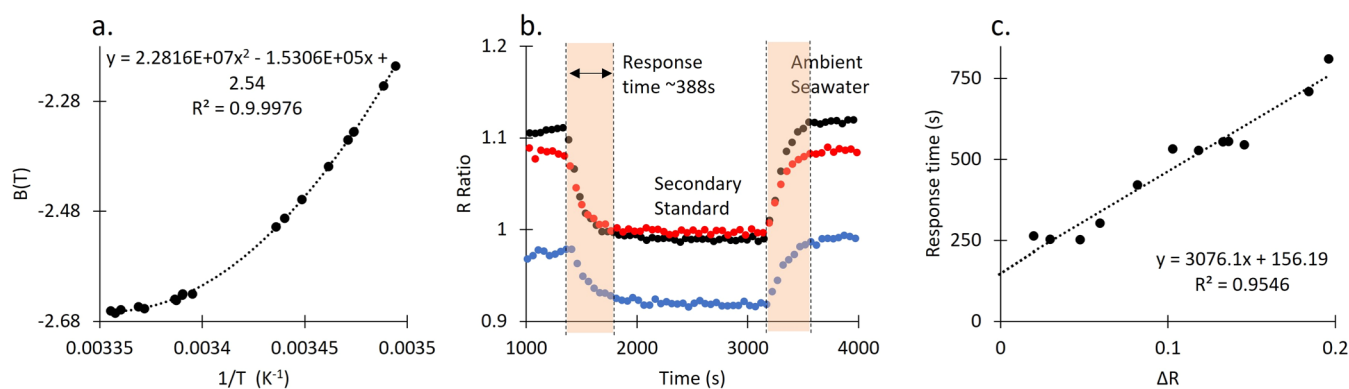 a.
y = 2.2816E+07x² - 1.5306E+05x +
2.54
R² = 0.9.9976
-2.28
-2.48
-2.68
B(T)
0.00335
0.0034
0.00345
0.0035
1/T (K⁻¹)
b.
1.2
1.1
1
0.9
R Ratio
Response
time ~388s
Ambient
Seawater
Secondary
Standard
1000
2000
3000
4000
Time (s)
c.
750
500
250
0
Response time (s)
y = 3076.1x + 156.19
R² = 0.9546
0
0.1
0.2
ΔR